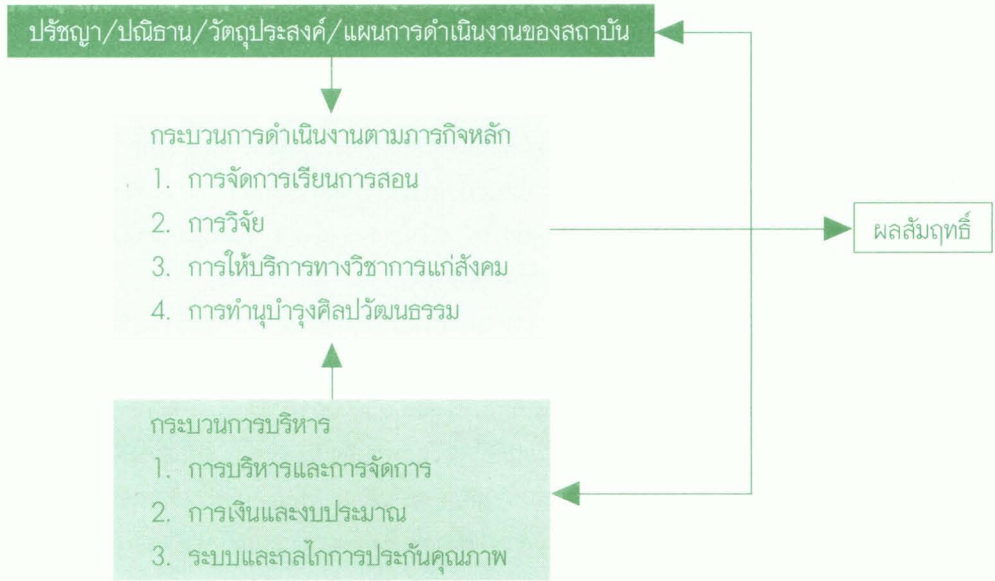 ปรัชญา/ปณิธาน/วัตถุประสงค์/แผนการดำเนินงานของสถาบัน
กระบวนการดำเนินงานตามภารกิจหลัก
1. การจัดการเรียนการสอน
2. การวิจัย
3. การให้บริการทางวิชาการแก่สังคม
4. การทำนุบำรุงศิลปวัฒนธรรม
ผลสัมฤทธิ์
กระบวนการบริหาร
1. การบริหารและการจัดการ
2. การเงินและงบประมาณ
3. ระบบและกลไกการประกันคุณภาพ